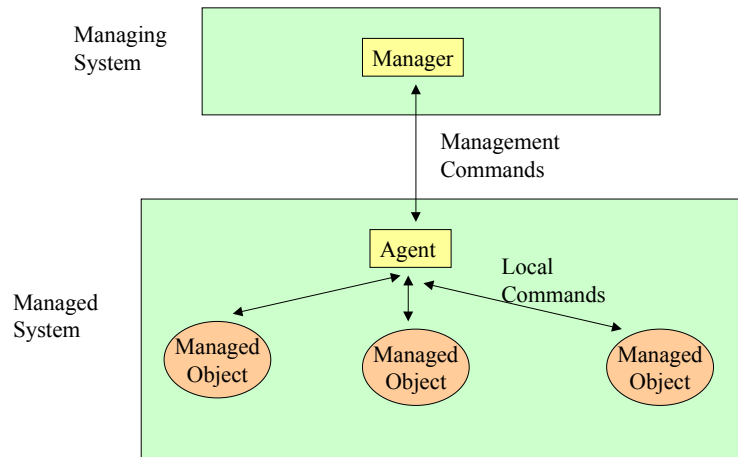 Managing
System
Manager
Management
Commands
Agent
Local
Commands
Managed
System
Managed
Object
Managed
Object
Managed
Object